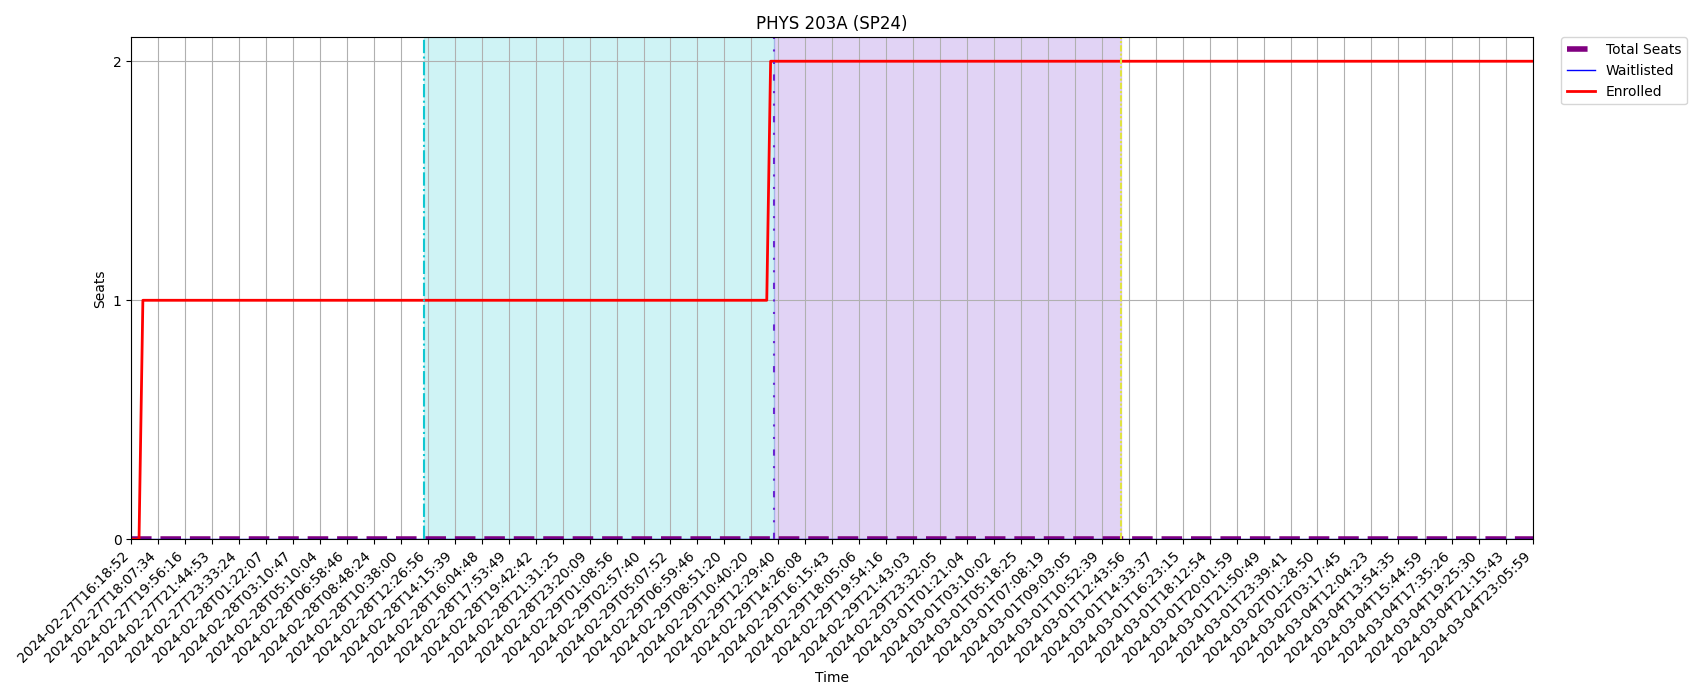 PHYS 203A (SP24)
Total Seats
Waitlisted
Enrolled
Seats
2
1
0
2024-02-27T16:18:52
2024-02-27T18:07:34
2024-02-27T19:56:16
2024-02-27T21:44:53
2024-02-27T23:33:24
2024-02-28T01:22:07
2024-02-28T03:10:47
2024-02-28T05:10:04
2024-02-28T06:58:46
2024-02-28T08:48:24
2024-02-28T10:38:00
2024-02-28T12:26:56
2024-02-28T14:15:39
2024-02-28T16:04:48
2024-02-28T17:53:49
2024-02-28T19:42:42
2024-02-28T21:31:25
2024-02-28T23:20:09
2024-02-29T01:08:56
2024-02-29T02:57:40
2024-02-29T05:07:52
2024-02-29T06:59:46
2024-02-29T08:51:20
2024-02-29T10:40:20
2024-02-29T12:29:40
2024-02-29T14:26:08
2024-02-29T16:15:43
2024-02-29T18:05:06
2024-02-29T19:54:16
2024-02-29T21:43:03
2024-02-29T23:32:05
2024-03-01T01:21:04
2024-03-01T03:10:02
2024-03-01T05:18:25
2024-03-01T07:08:19
2024-03-01T09:03:05
2024-03-01T10:52:39
2024-03-01T12:43:56
2024-03-01T14:33:37
2024-03-01T16:23:15
2024-03-01T18:12:54
2024-03-01T20:01:59
2024-03-01T21:50:49
2024-03-01T23:39:41
2024-03-02T01:28:50
2024-03-02T03:17:45
2024-03-04T12:04:23
2024-03-04T13:54:35
2024-03-04T15:44:59
2024-03-04T17:35:26
2024-03-04T19:25:30
2024-03-04T21:15:43
2024-03-04T23:05:59
Time